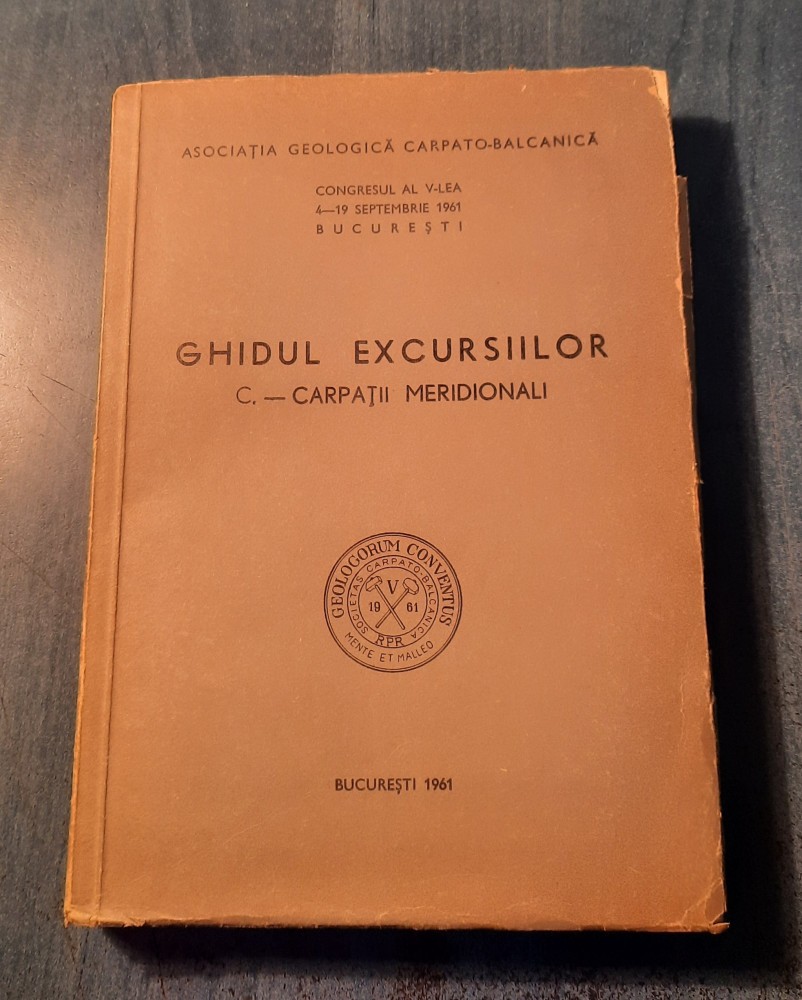 ASOCIAȚIA GEOLOGICĂ CARPATO-BALCANICĂ
CONGRESUL AL V-LEA
4—19 SEPTEMBRIE 1961
BUCUREȘTI
GHIDUL EXCURSIILOR
C. — CARPAȚII MERIDIONALI
GEOLOGORUM CONVENTUS
SOCIETAS CARPATO-BALCANICA
V
19 61
RPR
MENTE ET MALLEO
BUCUREȘTI 1961